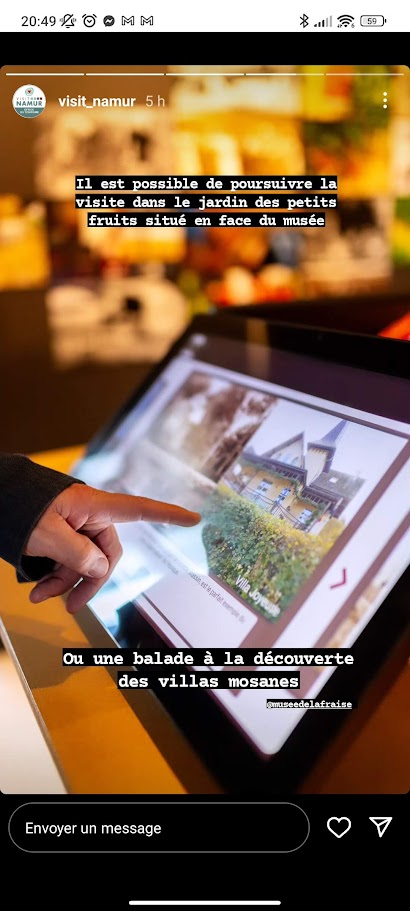 20:49
59
VISIT
NAMUR
visit_namur 5 h
Il est possible de poursuivre la
visite dans le jardin des petits
fruits situé en face du musée
Villa Joyeuse
Ou une balade à la découverte
des villas mosanes
@museedelafraise
Envoyer un message